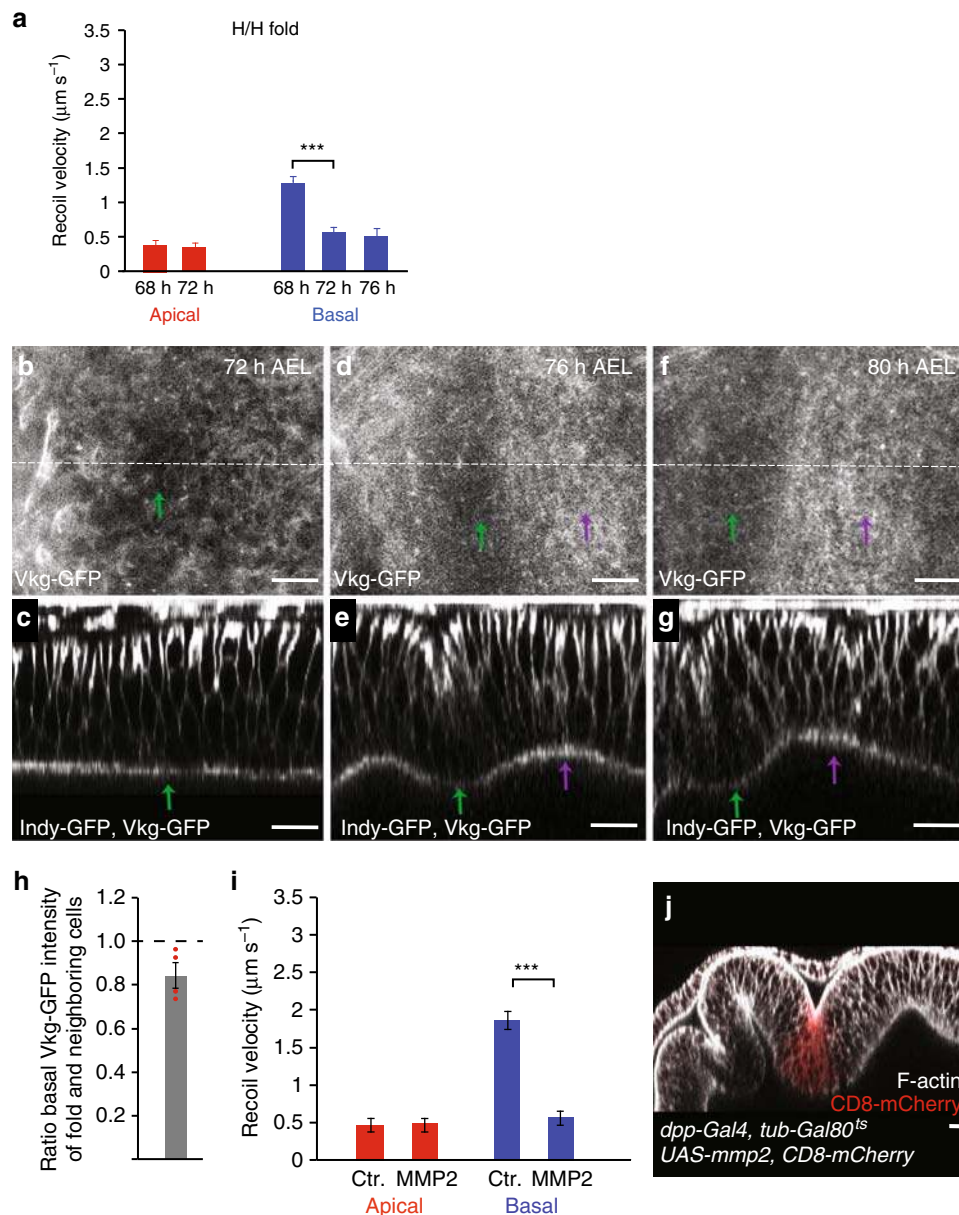 a
H/H fold
Recoil velocity (μm s⁻¹)
3.5
3
2.5
2
1.5
1
0.5
0
***
68 h 72 h
68 h 72 h 76 h
Apical
Basal
b
72 h AEL
Vkg-GFP
d
76 h AEL
Vkg-GFP
f
80 h AEL
Vkg-GFP
c
Indy-GFP, Vkg-GFP
e
Indy-GFP, Vkg-GFP
g
Indy-GFP, Vkg-GFP
h
Ratio basal Vkg-GFP intensity
of fold and neighboring cells
1.2
1.0
0.8
0.6
0.4
0.2
i
Recoil velocity (μm s⁻¹)
3.5
3
2.5
2
1.5
1
0.5
0
***
Ctr. MMP2
Ctr. MMP2
Apical
Basal
j
F-actin
CD8-mCherry
dpp-Gal4, tub-Gal80ᵗˢ
UAS-mmp2, CD8-mCherry